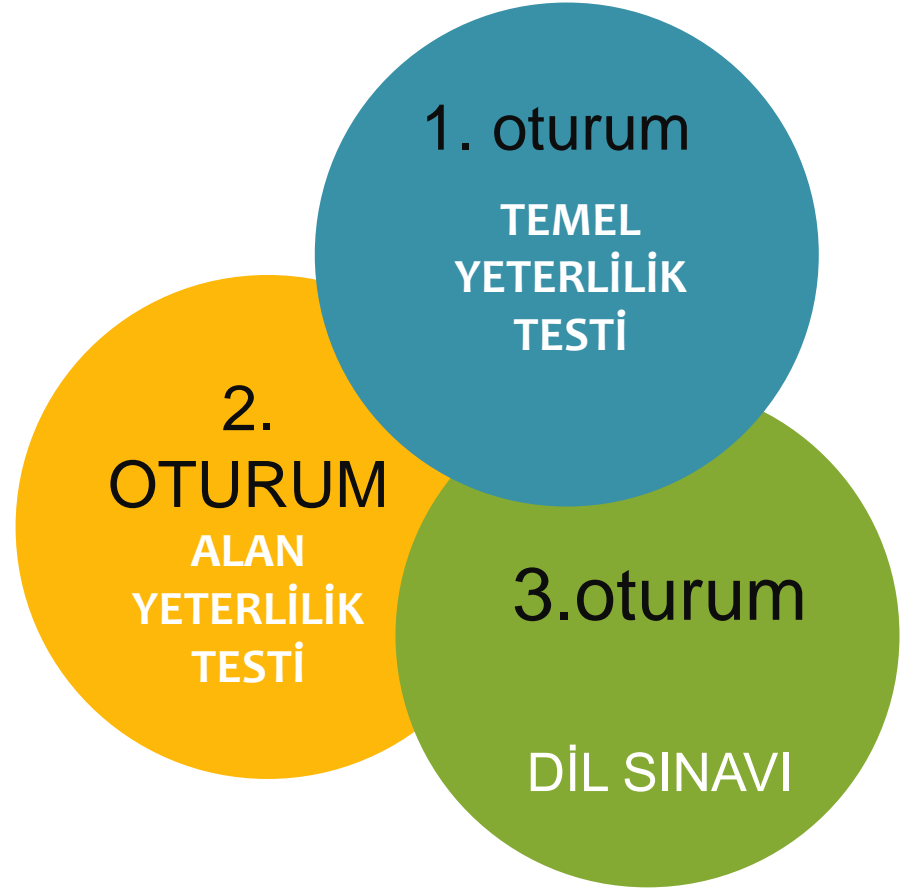 1. oturum
TEMEL
YETERLİLİK
TESTİ
2.
OTURUM
ALAN
YETERLİLİK
TESTİ
3.oturum
DİL SINAVI